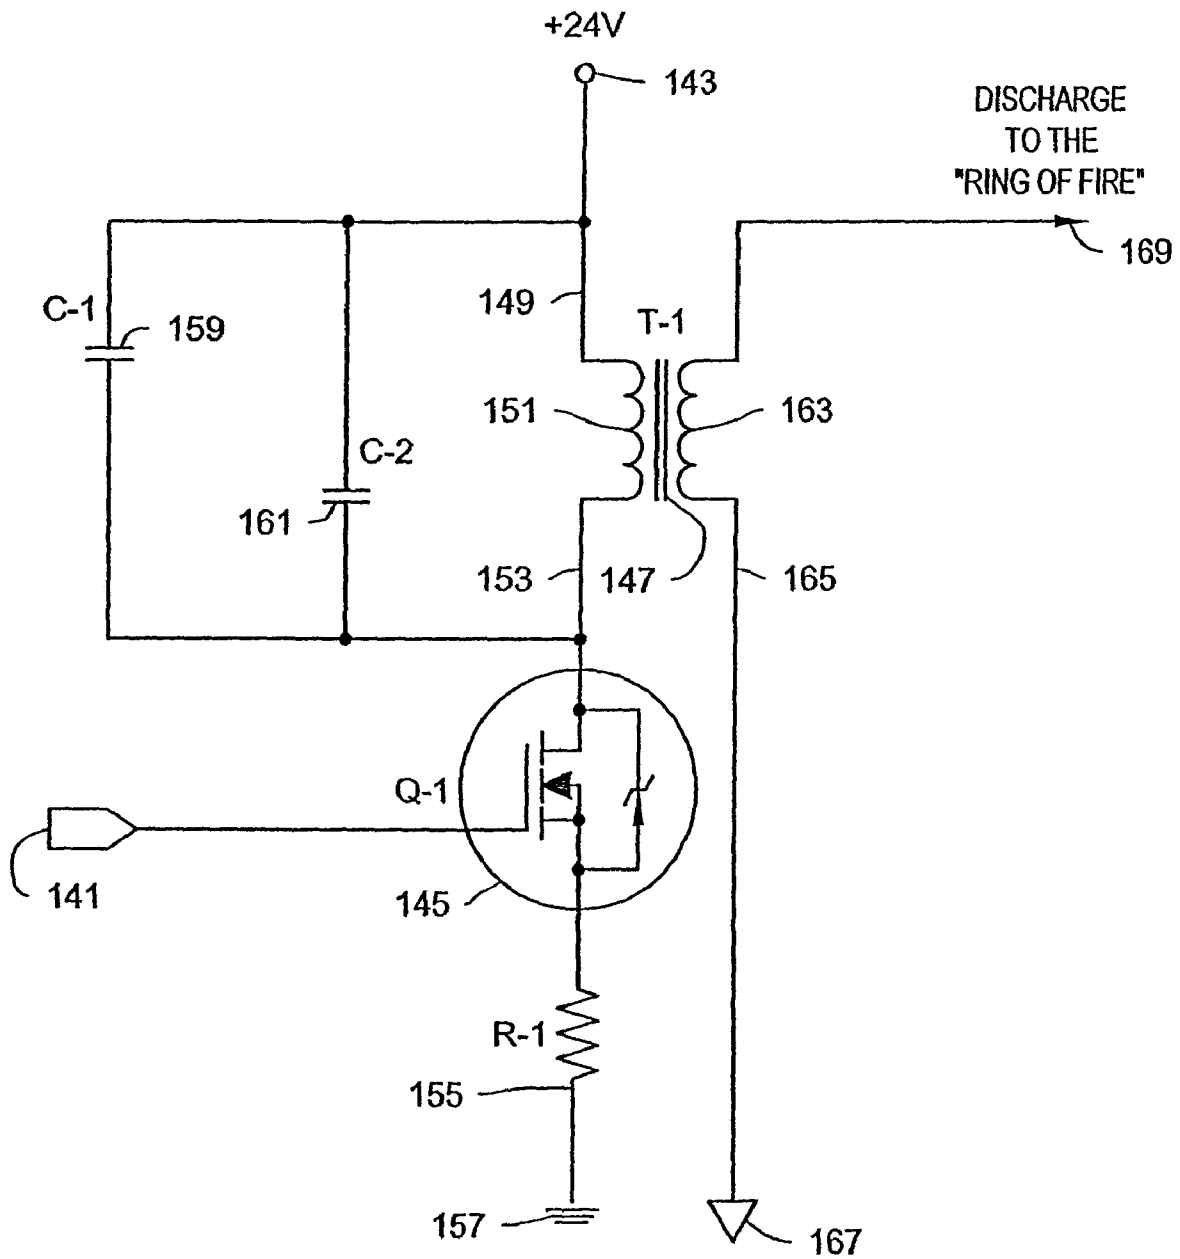 +24V
143
DISCHARGE
TO THE
"RING OF FIRE"
169
149
C-1
159
T-1
151
163
C-2
161
153
147
165
Q-1
141
145
R-1
155
157
167